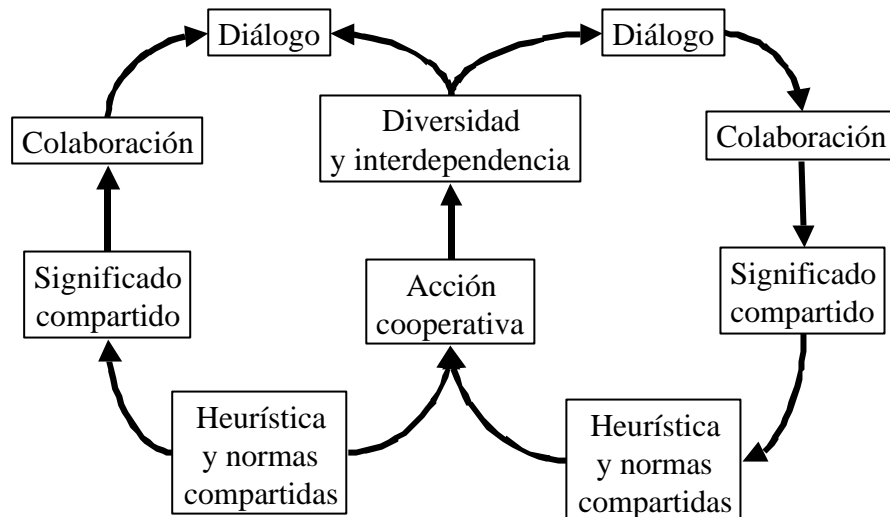 Diálogo
Diálogo
Colaboración
Diversidad
y interdependencia
Colaboración
Significado
compartido
Acción
cooperativa
Significado
compartido
Heurística
y normas
compartidas
Heurística
y normas
compartidas